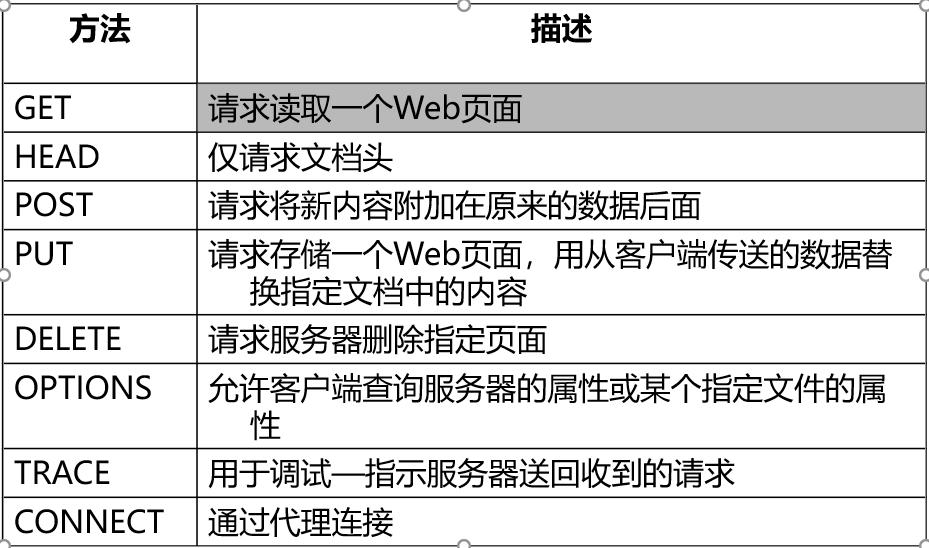 方法 描述
GET 请求读取一个Web页面
HEAD 仅请求文档头
POST 请求将新内容附加在原来的数据后面
PUT 请求存储一个Web页面，用从客户端传送的数据替
换指定文档中的内容
DELETE 请求服务器删除指定页面
OPTIONS 允许客户端查询服务器的属性或某个指定文件的属
性
TRACE 用于调试—指示服务器送回收到的请求
CONNECT 通过代理连接